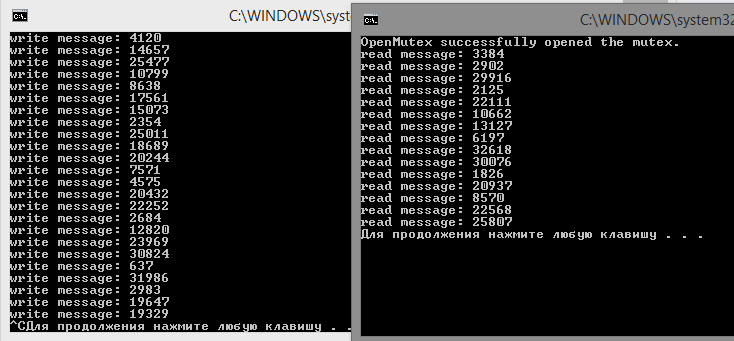 C:\WINDOWS\syste
write message: 4120
write message: 14657
write message: 25477
write message: 10799
write message: 8638
write message: 17561
write message: 15073
write message: 2354
write message: 25011
write message: 18689
write message: 20244
write message: 7571
write message: 4575
write message: 20432
write message: 22252
write message: 2684
write message: 12820
write message: 23969
write message: 30824
write message: 637
write message: 31986
write message: 2983
write message: 19647
write message: 19329
^CДля продолжения нажмите любую клавишу . .
C:\WINDOWS\system32
OpenMutex successfully opened the mutex.
read message: 3384
read message: 2902
read message: 29916
read message: 2125
read message: 22111
read message: 10662
read message: 13127
read message: 6197
read message: 32618
read message: 30076
read message: 1826
read message: 20937
read message: 8570
read message: 22568
read message: 25807
Для продолжения нажмите любую клавишу . . .